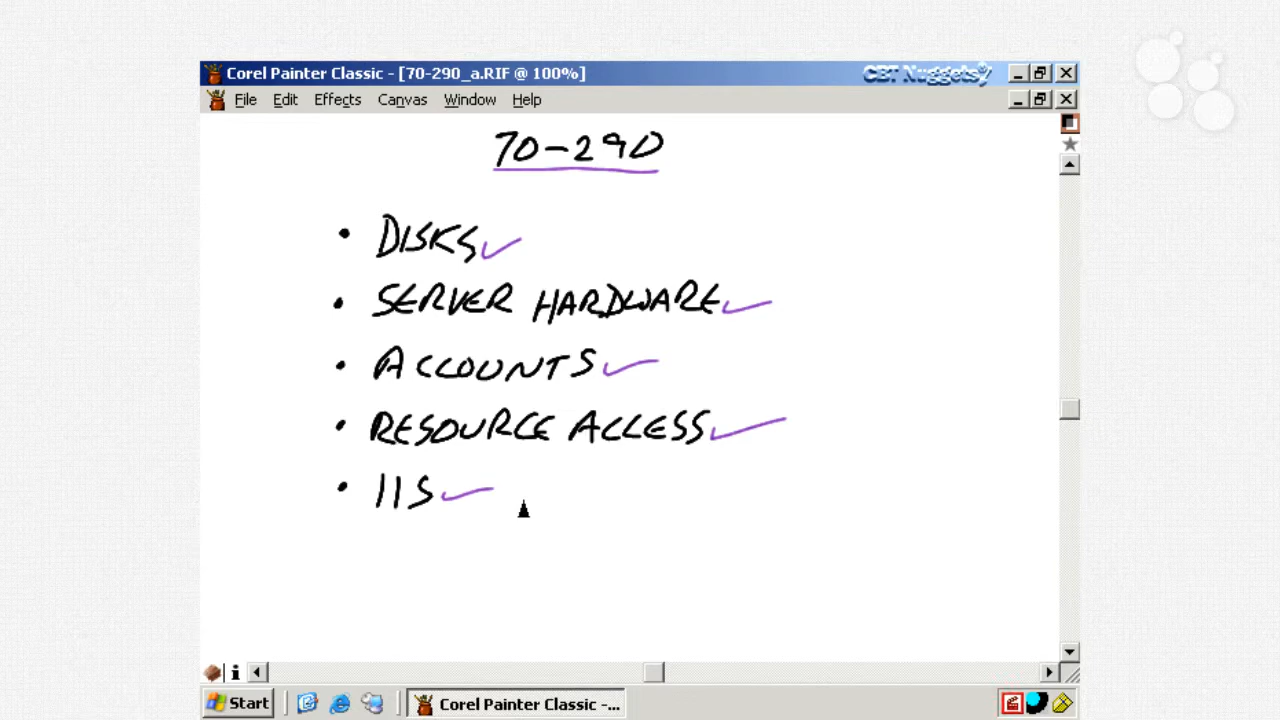 Corel Painter Classic - [70-290_a.RIF @ 100%]
CBT Nuggets
File Edit Effects Canvas Window Help
70-290
• DISKS
• SERVER HARDWARE
• ACCOUNTS
• RESOURCE ACCESS
• IIS
Start
Corel Painter Classic -...